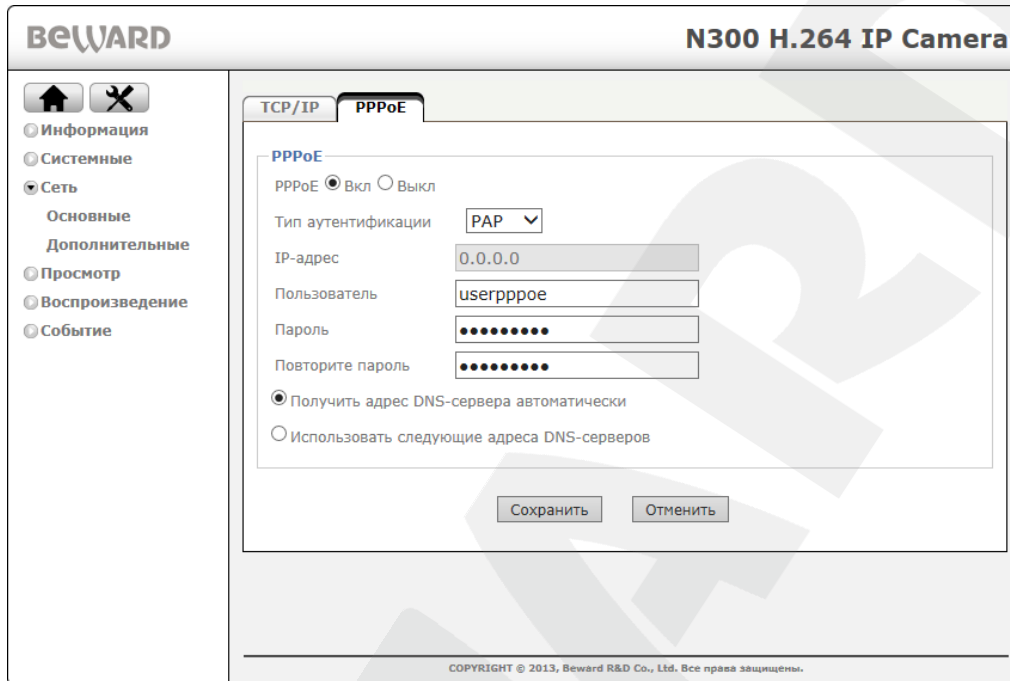 BEWARD
N300 H.264 IP Camera
Информация
Системные
Сеть
Основные
Дополнительные
Просмотр
Воспроизведение
Событие
TCP/IP PPPoE
PPPoE
PPPoE Вкл Выкл
Тип аутентификации PAP
IP-адрес 0.0.0.0
Пользователь userpppoe
Пароль •••••••••
Повторите пароль •••••••••
Получить адрес DNS-сервера автоматически
Использовать следующие адреса DNS-серверов
Сохранить Отменить
COPYRIGHT © 2013, Beward R&D Co., Ltd. Все права защищены.